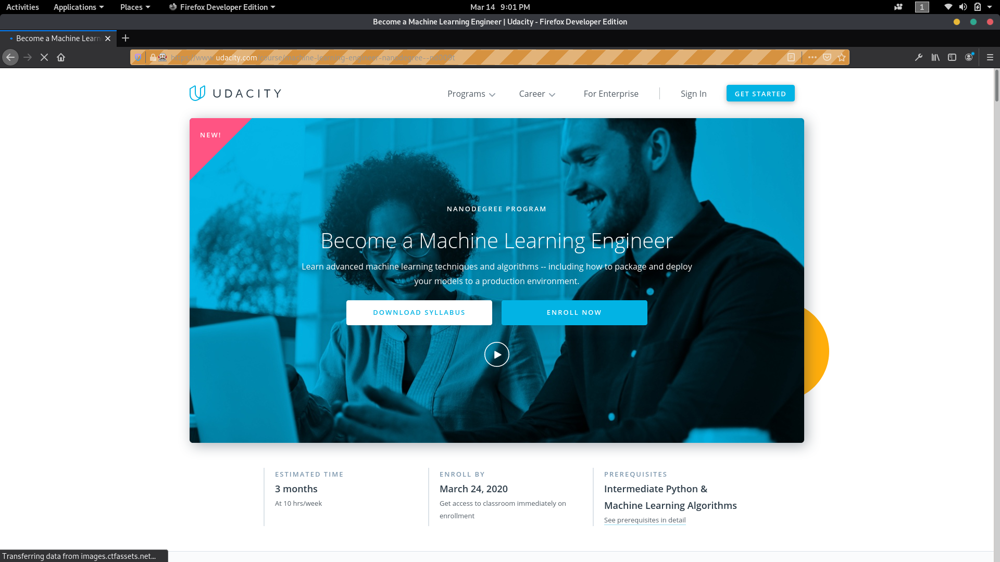 Activities Applications Places Firefox Developer Edition Mar 14 9:01 PM 1
Become a Machine Learning Engineer | Udacity - Firefox Developer Edition
Become a Machine Learn
https://www.udacity.com/course/machine-learning-engineer-nanodegree--nd009t
UDACITY Programs Career For Enterprise Sign In GET STARTED
NEW!
NANODEGREE PROGRAM
Become a Machine Learning Engineer
Learn advanced machine learning techniques and algorithms -- including how to package and deploy
your models to a production environment.
DOWNLOAD SYLLABUS ENROLL NOW
ESTIMATED TIME
3 months
At 10 hrs/week
ENROLL BY
March 24, 2020
Get access to classroom immediately on
enrollment
PREREQUISITES
Intermediate Python &
Machine Learning Algorithms
See prerequisites in detail
Transferring data from images.ctfassets.net...